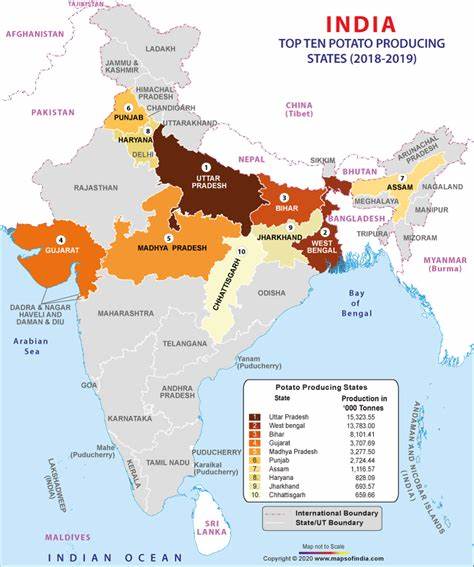 TAJIKISTAN
AFGHANISTAN
INDIA
TOP TEN POTATO PRODUCING
STATES (2018-2019)
LADAKH
JAMMU &
KASHMIR
HIMACHAL
PRADESH
PAKISTAN
6
PUNJAB
CHANDIGARH
UTTARAKHAND
CHINA
(Tibet)
8
HARYANA
DELHI
NEPAL
SIKKIM
BHUTAN
ARUNACHAL
PRADESH
RAJASTHAN
1
UTTAR
PRADESH
7
ASSAM
NAGALAND
MEGHALAYA
3
BIHAR
BANGLADESH
MANIPUR
4
GUJARAT
5
MADHYA PRADESH
10
CHHATTISGARH
9
JHARKHAND
2
WEST
BENGAL
TRIPURA
MIZORAM
MYANMAR
(Burma)
DADRA & NAGAR
HAVELI AND
DAMAN & DIU
ODISHA
MAHARASHTRA
Bay
of
Bengal
Arabian
Sea
TELANGANA
Yanam
(Puducherry)
GOA
ANDHRA
PRADESH
KARNATAKA
Potato Producing States
State
Production in
'000 Tonnes
1. Uttar Pradesh 15,323.55
2 West bengal 13,783.00
3 Bihar 8,101.41
4 Gujarat 3,707.69
5 Madhya Pradesh 3,277.50
6 Punjab 2,724.44
7 Assam 1,116.57
8 Haryana 828.09
9 Jharkhand 693.57
10. Chhattisgarh 659.66
Mahe
(Puducherry)
PUDUCHERRY
Karaikal
(Puducherry)
TAMIL NADU
KERALA
LAKSHADWEEP
(INDIA)
ANDAMAN AND NICOBAR ISLANDS
(INDIA)
International Boundary
State/UT Boundary
SRI
LANKA
MALDIVES
INDIAN OCEAN
Map not to Scale
Copyright © 2020 www.mapsofindia.com